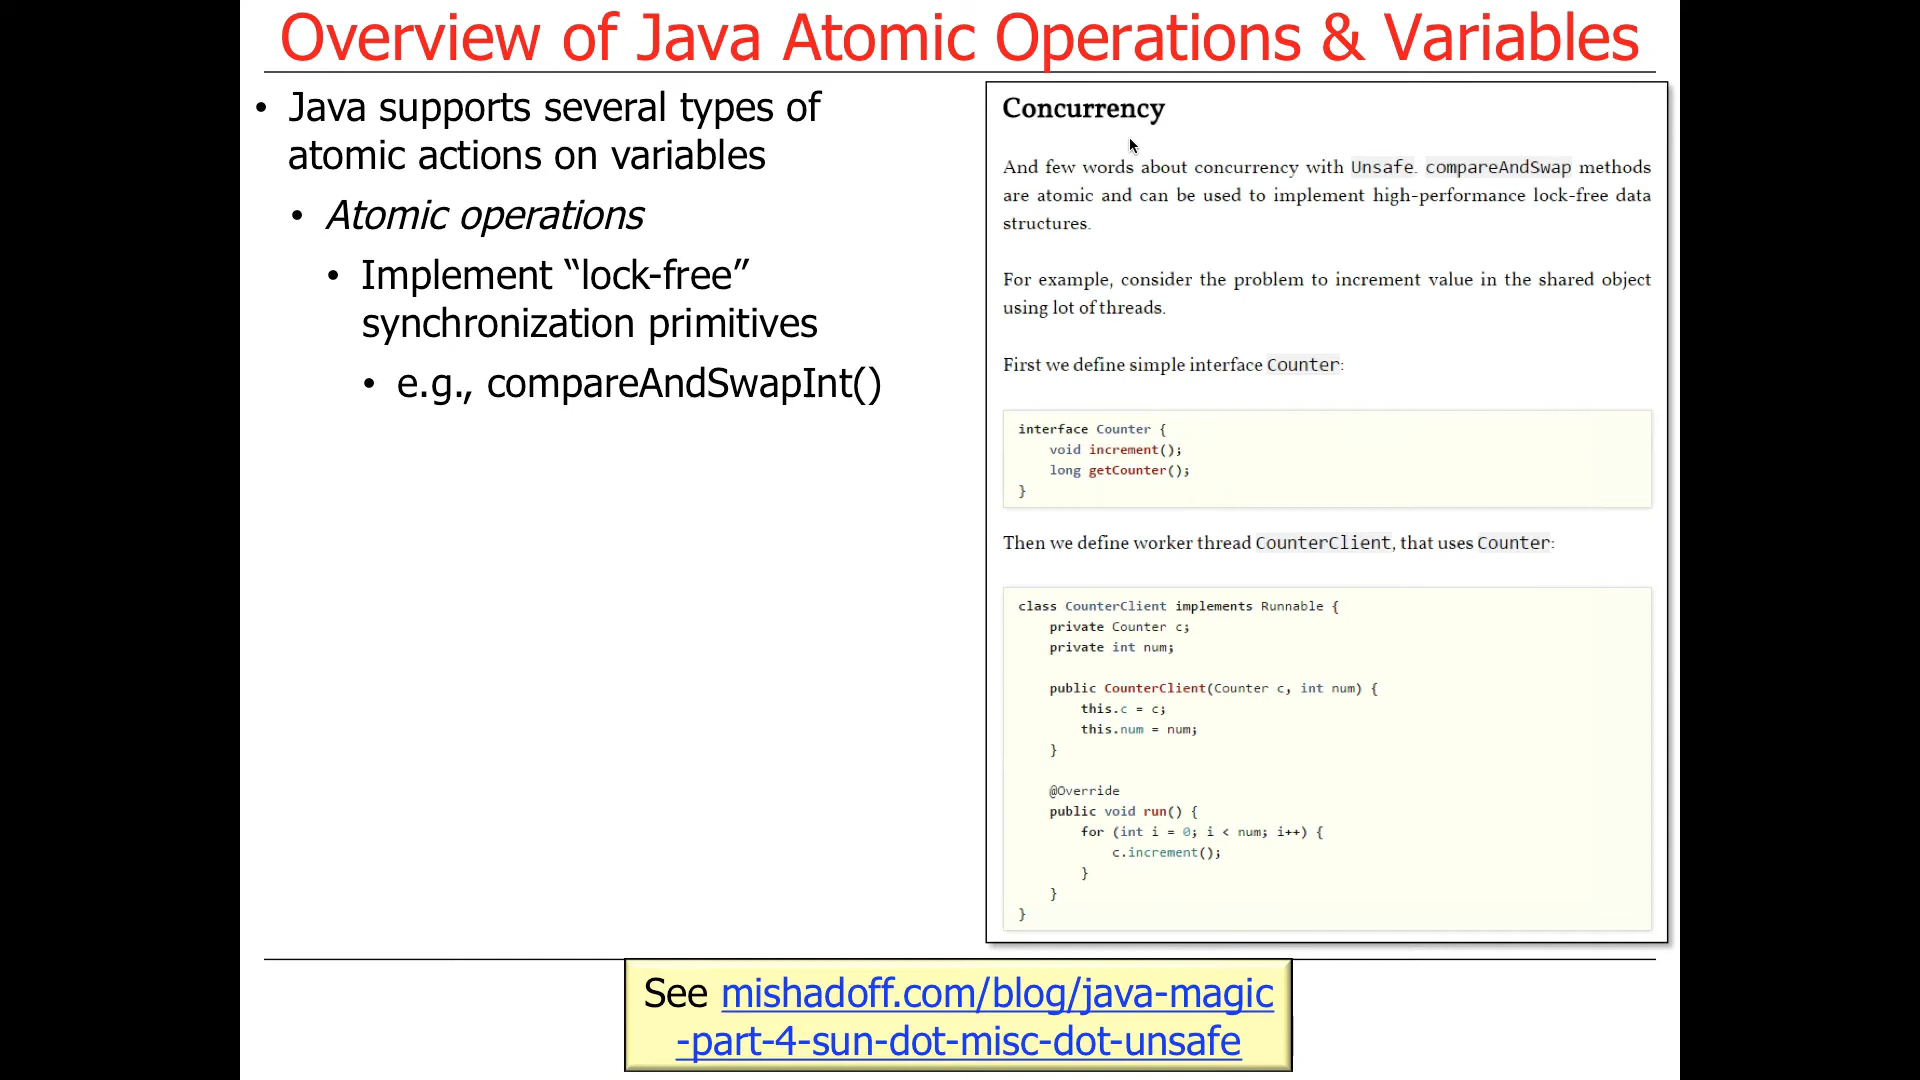 Overview of Java Atomic Operations & Variables
• Java supports several types of
atomic actions on variables
• Atomic operations
• Implement “lock-free”
synchronization primitives
• e.g., compareAndSwapInt()
Concurrency
And few words about concurrency with Unsafe. compareAndSwap methods
are atomic and can be used to implement high-performance lock-free data
structures.
For example, consider the problem to increment value in the shared object
using lot of threads.
First we define simple interface Counter:
interface Counter {
    void increment();
    long getCounter();
}
Then we define worker thread CounterClient, that uses Counter:
class CounterClient implements Runnable {
    private Counter c;
    private int num;
    public CounterClient(Counter c, int num) {
        this.c = c;
        this.num = num;
    }
    @Override
    public void run() {
        for (int i = 0; i < num; i++) {
            c.increment();
        }
    }
}
See mishadoff.com/blog/java-magic
-part-4-sun-dot-misc-dot-unsafe